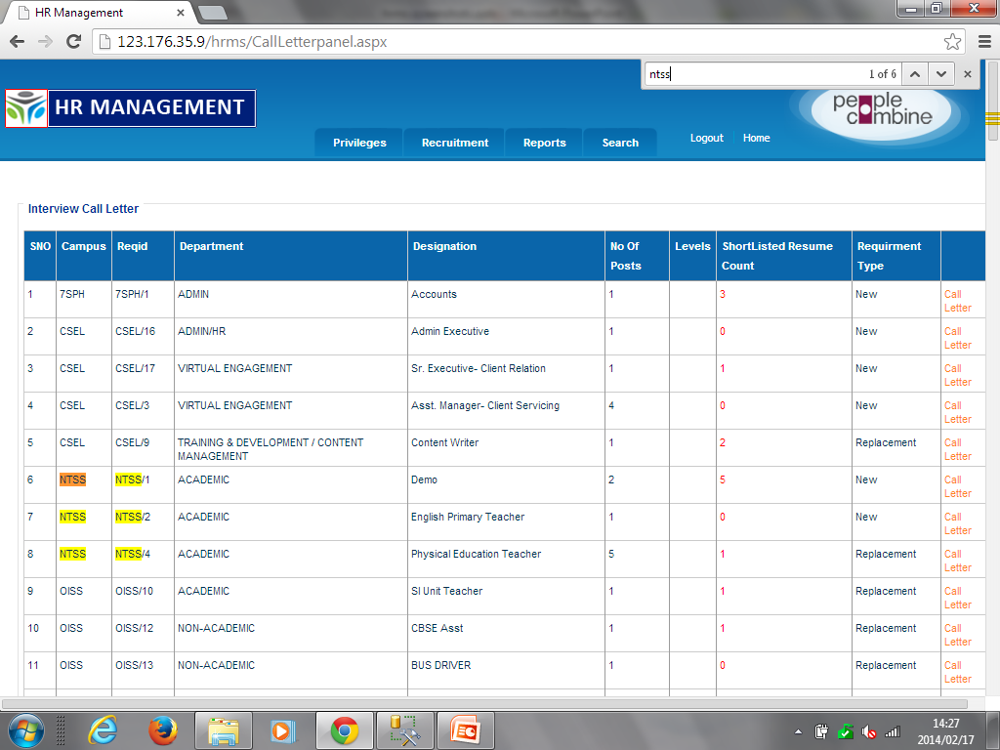 HR Management
123.176.35.9/hrms/CallLetterpanel.aspx
ntss 1 of 6
HR MANAGEMENT
people combine
Privileges Recruitment Reports Search Logout Home
Interview Call Letter
SNO Campus Reqid Department Designation No Of Posts Levels ShortListed Resume Count Requirment Type
1 7SPH 7SPH/1 ADMIN Accounts 1 3 New Call Letter
2 CSEL CSEL/16 ADMIN/HR Admin Executive 1 0 New Call Letter
3 CSEL CSEL/17 VIRTUAL ENGAGEMENT Sr. Executive- Client Relation 1 1 New Call Letter
4 CSEL CSEL/3 VIRTUAL ENGAGEMENT Asst. Manager- Client Servicing 4 0 New Call Letter
5 CSEL CSEL/9 TRAINING & DEVELOPMENT / CONTENT MANAGEMENT Content Writer 1 2 Replacement Call Letter
6 NTSS NTSS/1 ACADEMIC Demo 2 5 New Call Letter
7 NTSS NTSS/2 ACADEMIC English Primary Teacher 1 0 New Call Letter
8 NTSS NTSS/4 ACADEMIC Physical Education Teacher 5 1 Replacement Call Letter
9 OISS OISS/10 ACADEMIC SI Unit Teacher 1 1 Replacement Call Letter
10 OISS OISS/12 NON-ACADEMIC CBSE Asst 1 1 Replacement Call Letter
11 OISS OISS/13 NON-ACADEMIC BUS DRIVER 1 0 Replacement Call Letter
14:27
2014/02/17